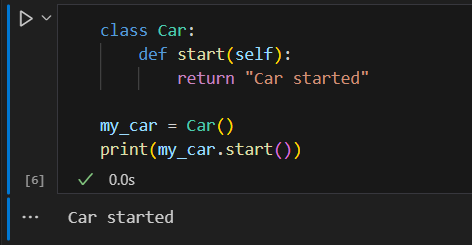 class Car:
    def start(self):
        return "Car started"
my_car = Car()
print(my_car.start())
[6]
0.0s
Car started